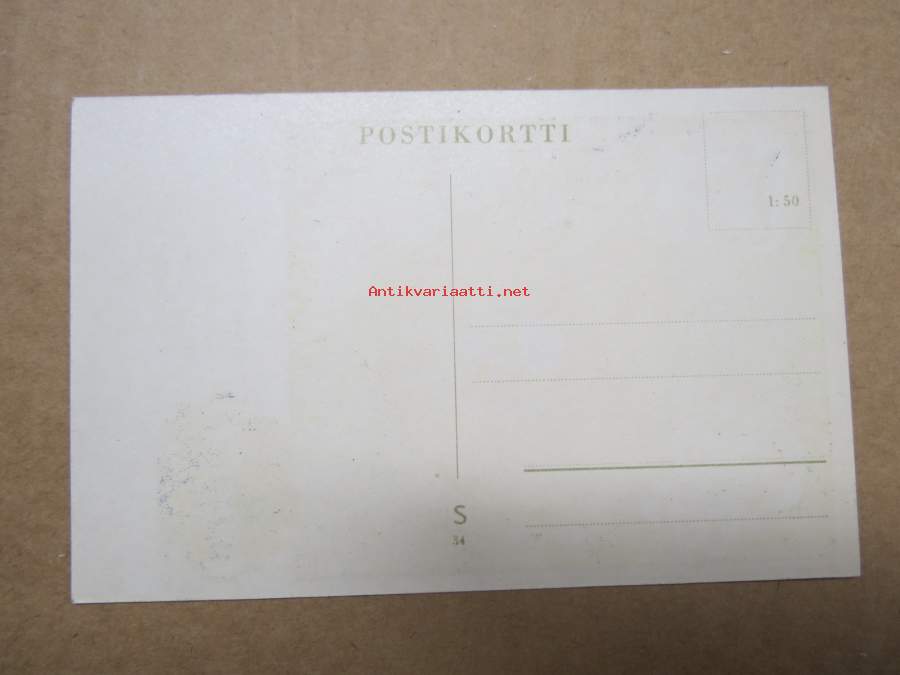 POSTIKORTTI
1:50
Antikvariaatti.net
S
34